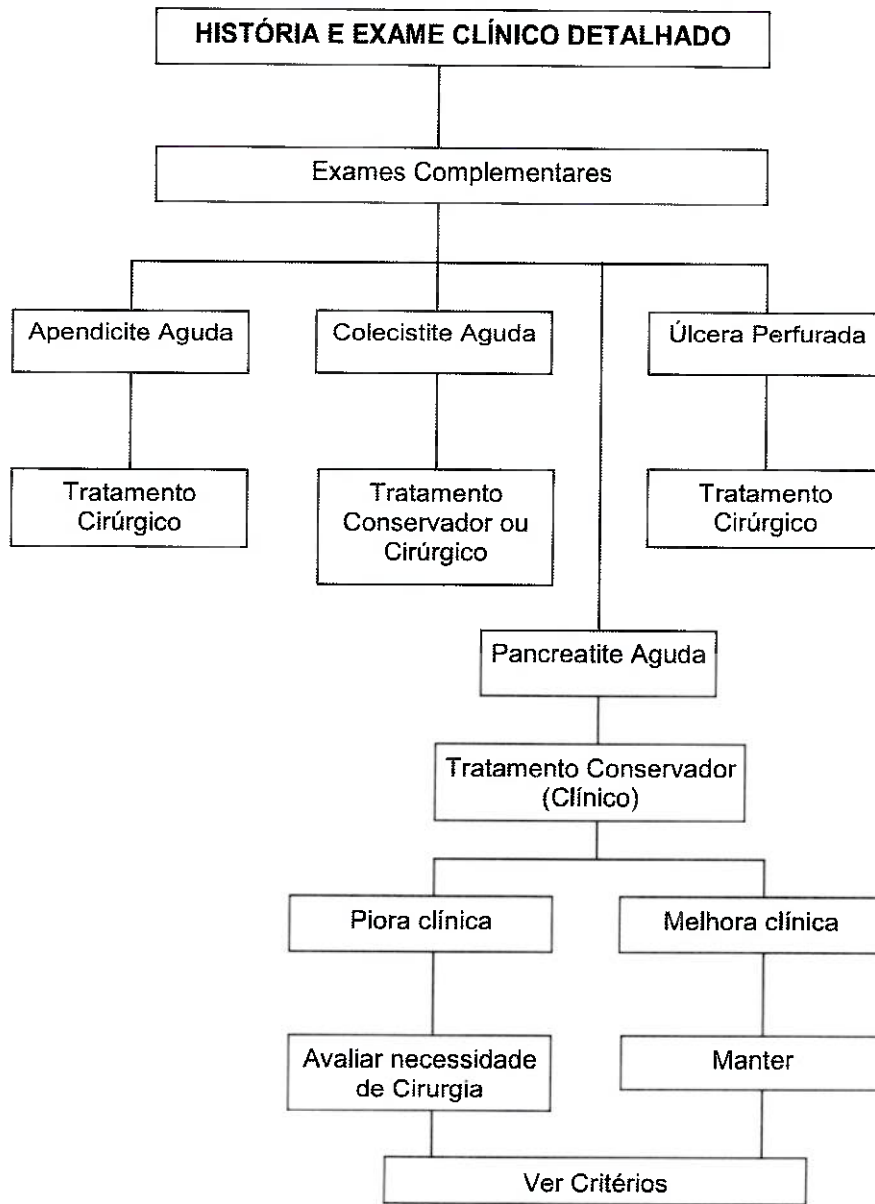 HISTÓRIA E EXAME CLÍNICO DETALHADO
Exames Complementares
Apendicite Aguda
Colecistite Aguda
Úlcera Perfurada
Tratamento
Cirúrgico
Tratamento
Conservador ou
Cirúrgico
Tratamento
Cirúrgico
Pancreatite Aguda
Tratamento Conservador
(Clínico)
Piora clínica
Melhora clínica
Avaliar necessidade
de Cirurgia
Manter
Ver Critérios